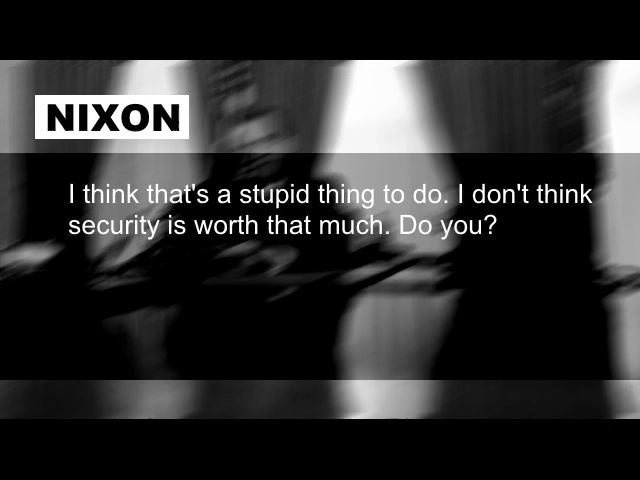 NIXON
I think that's a stupid thing to do. I don't think
security is worth that much. Do you?